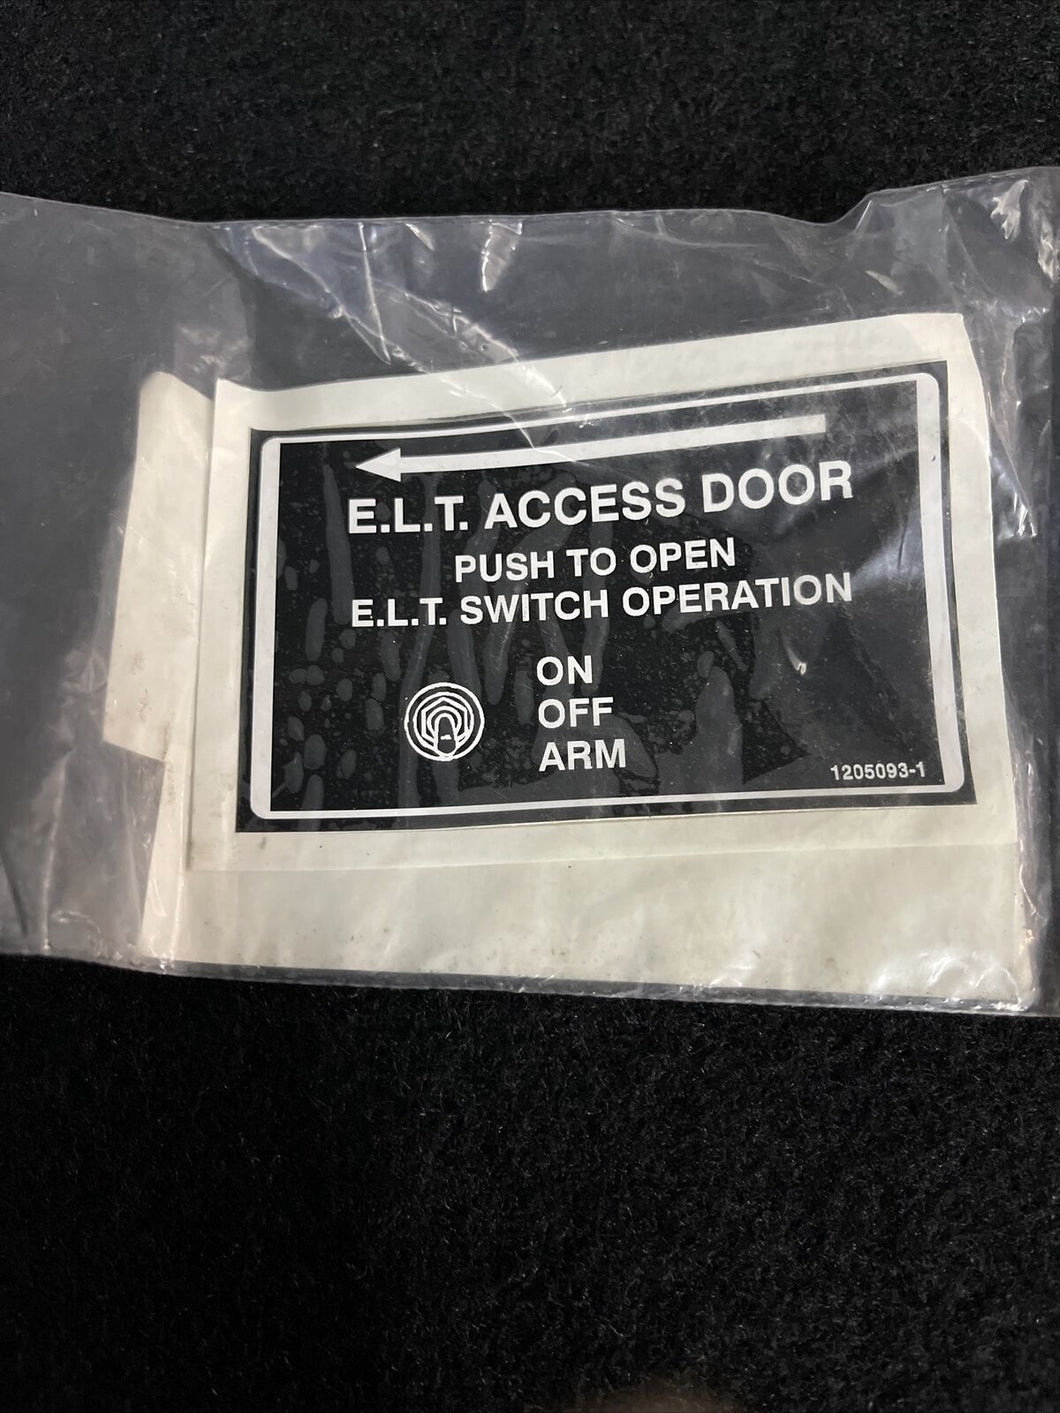 E.L.T. ACCESS DOOR
PUSH TO OPEN
E.L.T. SWITCH OPERATION
ON
OFF
ARM
1205093-1